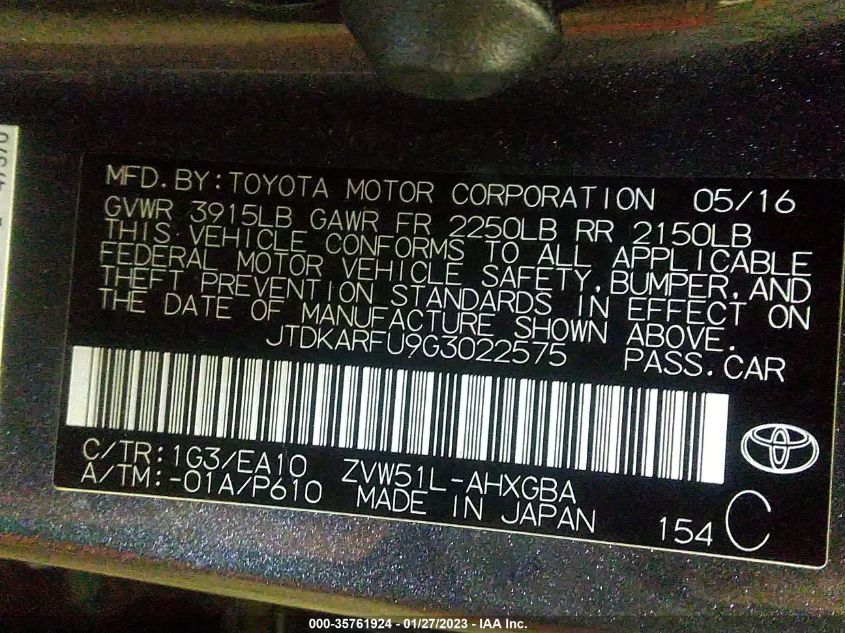 MFD.BY:TOYOTA MOTOR CORPORATION 05/16
GVWR 3915LB GAWR FR 2250LB RR 2150LB
THIS VEHICLE CONFORMS TO ALL APPLICABLE
FEDERAL MOTOR VEHICLE SAFETY,BUMPER,AND
THEFT PREVENTION STANDARDS IN EFFECT ON
THE DATE OF MANUFACTURE SHOWN ABOVE.
JTDKARFU9G3022575 PASS.CAR
C/TR:1G3/EA10 ZVW51L-AHXGBA
A/TM:-01A/P610 MADE IN JAPAN 154 C
000-35761924 - 01/27/2023 - IAA Inc.